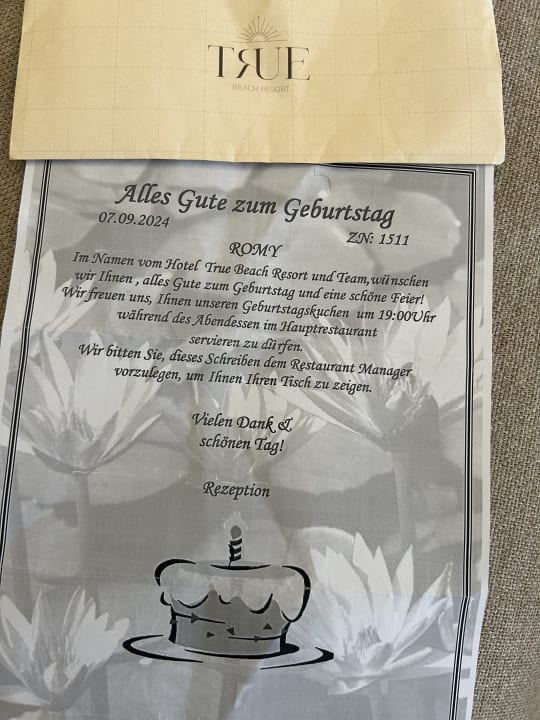 TRUE
BEACH RESORT
Alles Gute zum Geburtstag
07.09.2024
ZN: 1511
ROMY
Im Namen vom Hotel True Beach Resort und Team,wünschen
wir Ihnen , alles Gute zum Geburtstag und eine schöne Feier!
Wir freuen uns, Ihnen unseren Geburtstagskuchen um 19:00Uhr
während des Abendessen im Hauptrestaurant
servieren zu dürfen.
Wir bitten Sie, dieses Schreiben dem Restaurant Manager
vorzulegen, um Ihnen Ihren Tisch zu zeigen.
Vielen Dank &
schönen Tag!
Rezeption